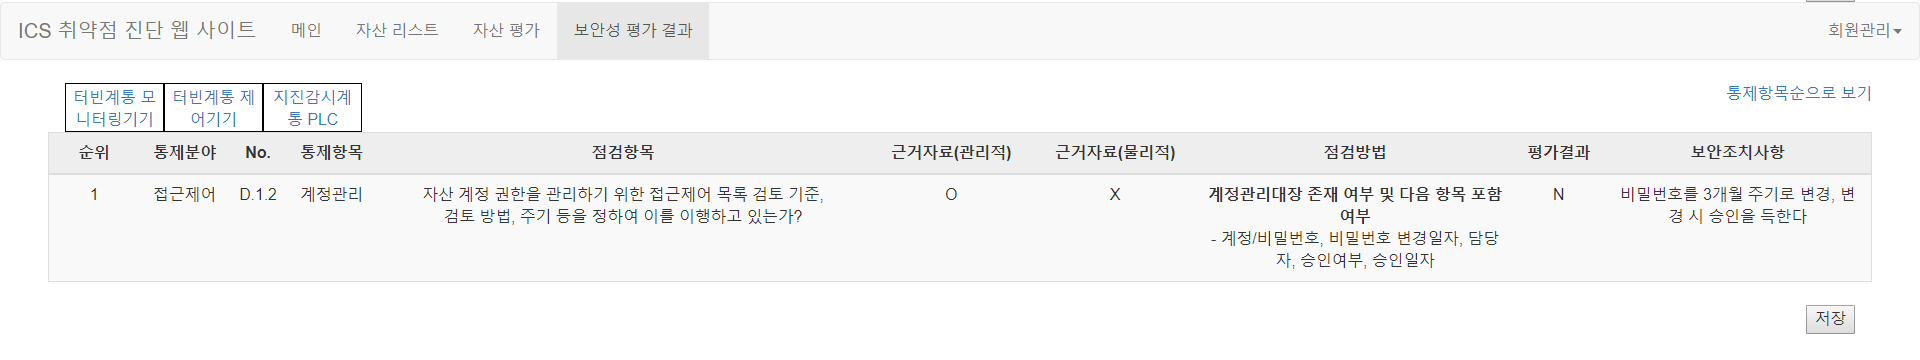 ICS 취약점 진단 웹 사이트 메인 자산 리스트 자산 평가 보안성 평가 결과 회원관리
터빈계통 모니터링기기 터빈계통 제어기기 지진감시계통 PLC 통제항목순으로 보기
순위 통제분야 No. 통제항목 점검항목 근거자료(관리적) 근거자료(물리적) 점검방법 평가결과 보안조치사항
1 접근제어 D.1.2 계정관리 자산 계정 권한을 관리하기 위한 접근제어 목록 검토 기준, O X 계정관리대장 존재 여부 및 다음 항목 포함 N 비밀번호를 3개월 주기로 변경, 변
검토 방법, 주기 등을 정하여 이를 이행하고 있는가? 여부 경 시 승인을 득한다
- 계정/비밀번호, 비밀번호 변경일자, 담당
자, 승인여부, 승인일자
저장